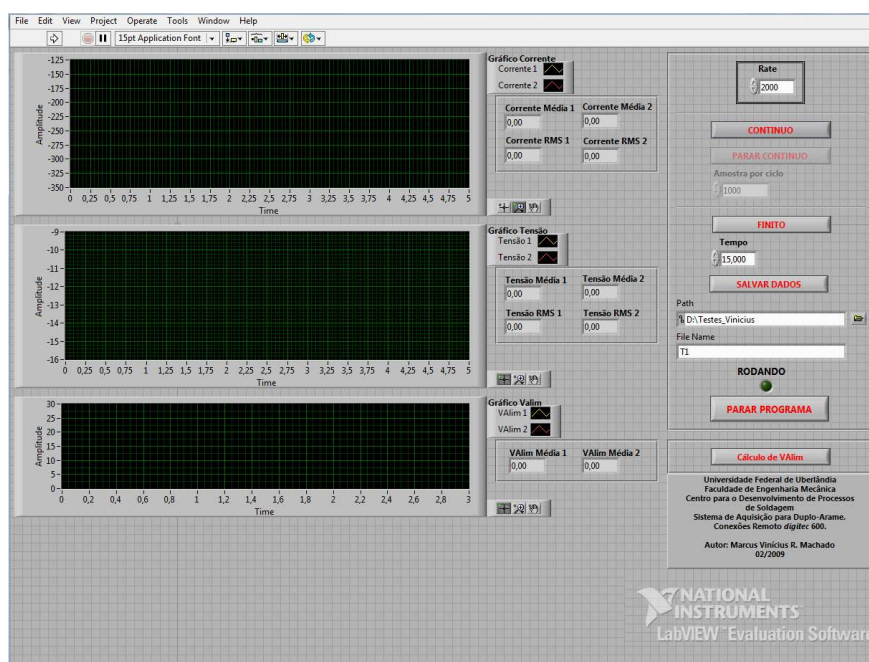 File Edit View Project Operate Tools Window Help
15pt Application Font
-125
-150
-175
-200
-225
-250
-275
-300
-325
-350
Amplitude
0 0,25 0,5 0,75 1 1,25 1,5 1,75 2 2,25 2,5 2,75 3 3,25 3,5 3,75 4 4,25 4,5 4,75 5
Time
Gráfico Corrente
Corrente 1
Corrente 2
Corrente Média 1 Corrente Média 2
0,00 0,00
Corrente RMS 1 Corrente RMS 2
0,00 0,00
-9
-10
-11
-12
-13
-14
-15
-16
Amplitude
0 0,25 0,5 0,75 1 1,25 1,5 1,75 2 2,25 2,5 2,75 3 3,25 3,5 3,75 4 4,25 4,5 4,75 5
Time
Gráfico Tensão
Tensão 1
Tensão 2
Tensão Média 1 Tensão Média 2
0,00 0,00
Tensão RMS 1 Tensão RMS 2
0,00 0,00
30
25
20
15
10
5
0
Amplitude
0 0,2 0,4 0,6 0,8 1 1,2 1,4 1,6 1,8 2 2,2 2,4 2,6 2,8 3
Time
Gráfico Valim
VAlim 1
VAlim 2
VAlim Média 1 VAlim Média 2
0,00 0,00
Rate
2000
CONTINUO
PARAR CONTINUO
Amostra por ciclo
1000
FINITO
Tempo
15,000
SALVAR DADOS
Path
D:\Testes_Vinicius
File Name
T1
RODANDO
PARAR PROGRAMA
Cálculo de VAlim
Universidade Federal de Uberlândia
Faculdade de Engenharia Mecânica
Centro para o Desenvolvimento de Processos
de Soldagem
Sistema de Aquisição para Duplo-Arame.
Conexões Remoto digitec 600.
Autor: Marcus Vinícius R. Machado
02/2009
NATIONAL
INSTRUMENTS
LabVIEW™ Evaluation Software